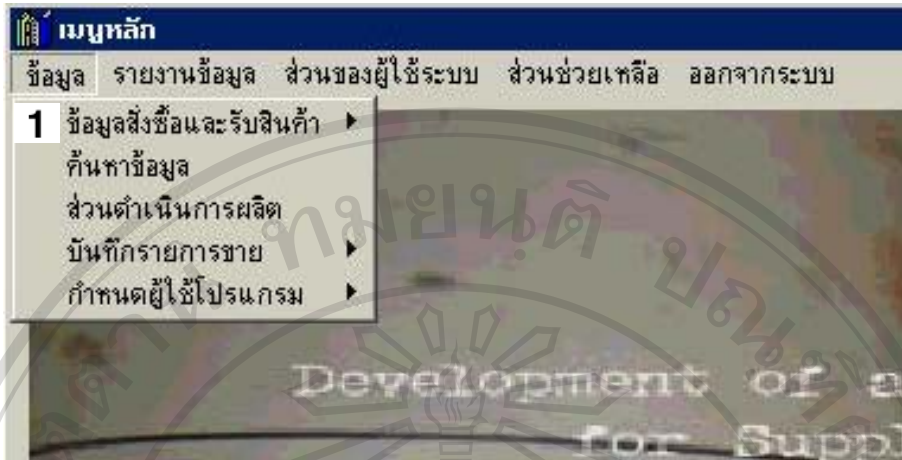 เมนูหลัก
ข้อมูล รายงานข้อมูล ส่วนของผู้ใช้ระบบ ส่วนช่วยเหลือ ออกจากระบบ
1 ข้อมูลสั่งซื้อและรับสินค้า
ค้นหาข้อมูล
ส่วนดำเนินการผลิต
บันทึกรายการขาย
กำหนดผู้ใช้โปรแกรม
Development of a
for Suppl